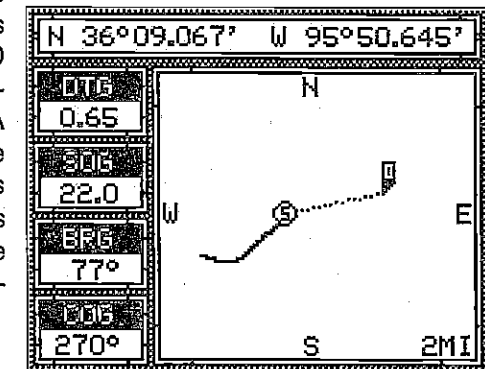 N 36°09.067' W 95°50.645'
DTG
0.65
SOG
22.0
BRG
77°
COG
270°
N
W
S
E
S
2MI